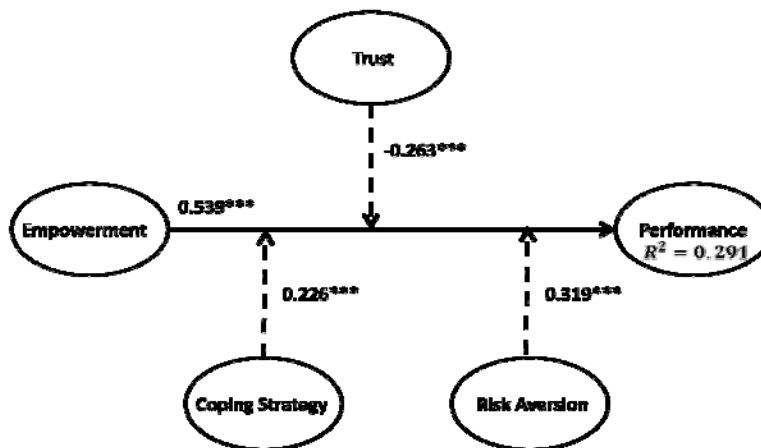 Trust
-0.263***
0.539***
Empowerment
Performance
R² = 0.291
0.226***
0.319***
Coping Strategy
Risk Aversion